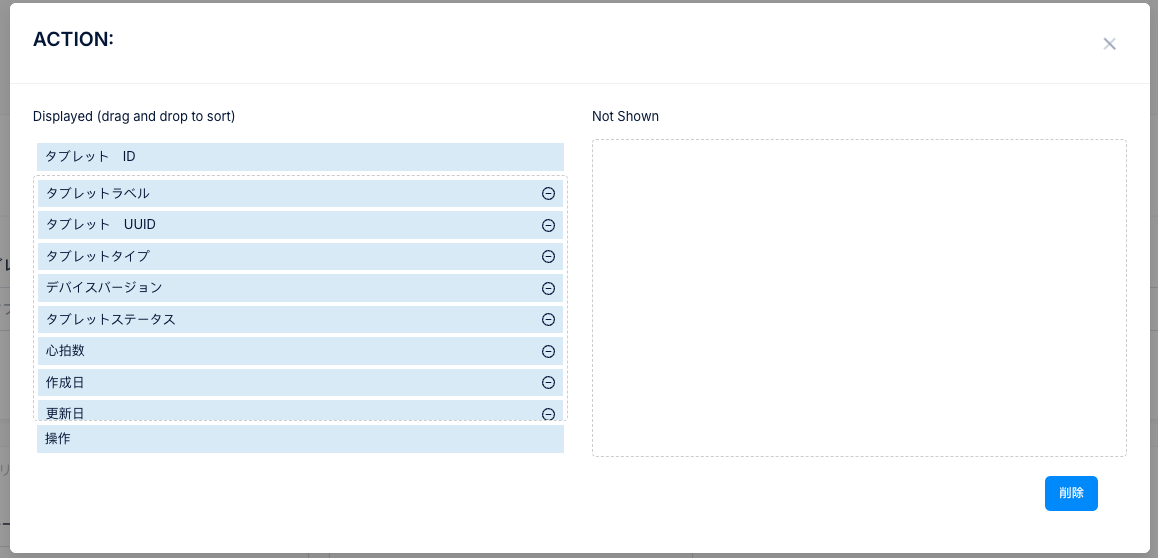 ACTION:
Displayed (drag and drop to sort)
Not Shown
タブレット　ID
タブレットラベル
タブレット　UUID
タブレットタイプ
デバイスバージョン
タブレットステータス
心拍数
作成日
更新日
操作
削除